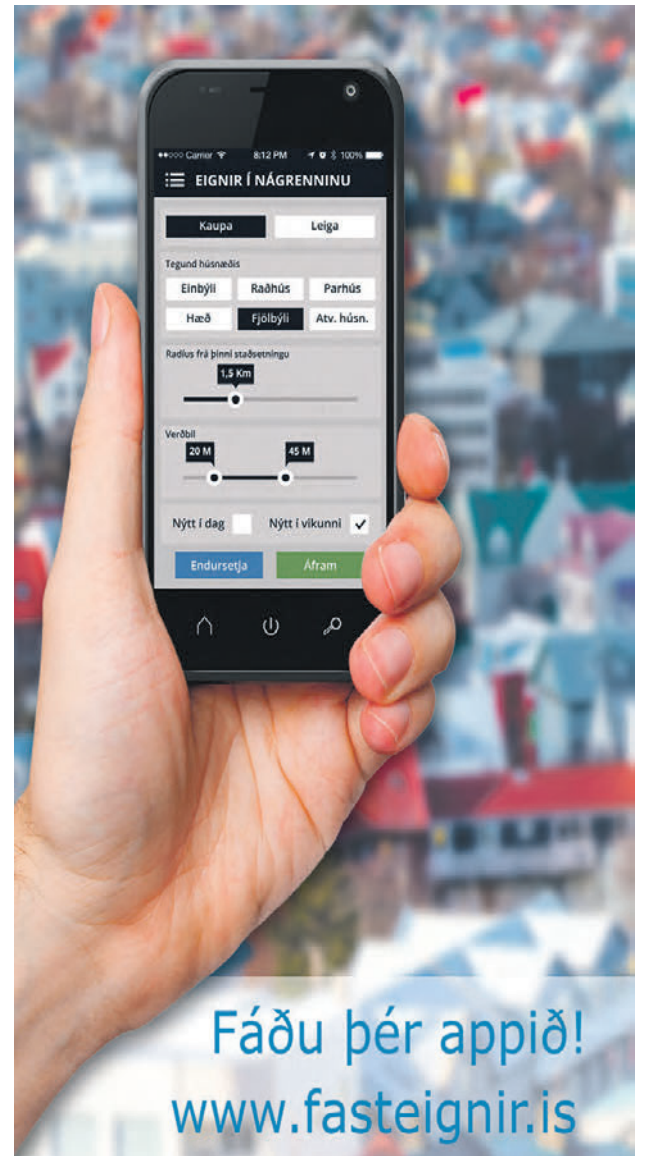 Carrier 8:12 PM 100%
EIGNIR Í NÁGRENNINU
Kaupa Leiga
Tegund húsnæðis
Einbýli Raðhús Parhús
Hæð Fjölbýli Atv. húsn.
Radíus frá þinni staðsetningu
1,5 Km
Verðbil
20 M 45 M
Nýtt í dag Nýtt í vikunni
Endursetja Áfram
Fáðu þér appið!
www.fasteignir.is